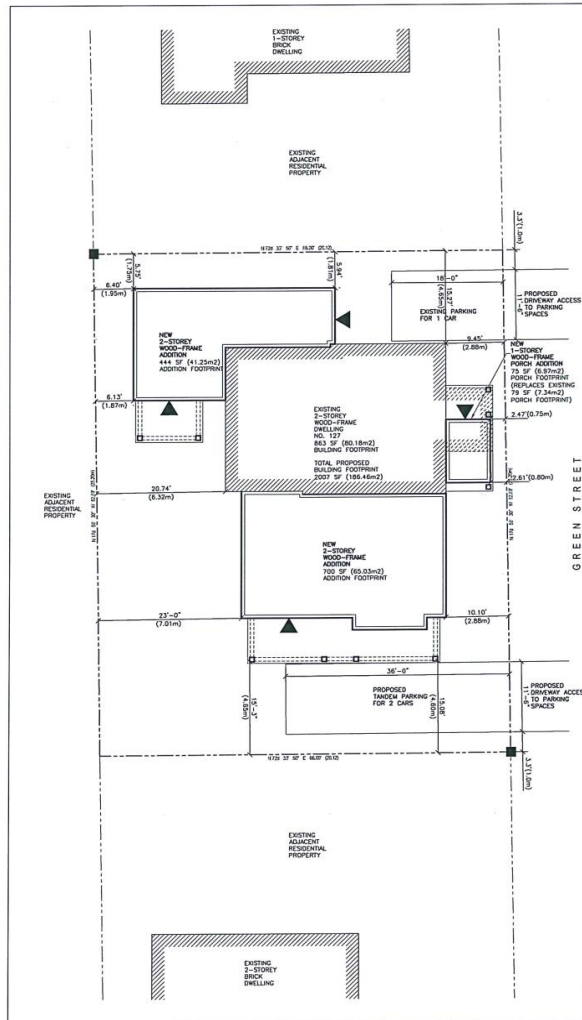 EXISTING
1-STOREY
BRICK
DWELLING
EXISTING
ADJACENT
RESIDENTIAL
PROPERTY
3.3'(1.0m)
6.40'
(1.95m)
5.75'
(1.75m)
5.94'
(1.81m)
18'-0"
15.27'
(4.65m)
EXISTING PARKING
FOR 1 CAR
11'-6"
PROPOSED
DRIVEWAY ACCESS
TO PARKING
SPACES
NEW
2-STOREY
WOOD-FRAME
ADDITION
444 SF (41.25m2)
ADDITION FOOTPRINT
9.45'
(2.88m)
NEW
1-STOREY
WOOD-FRAME
PORCH ADDITION
75 SF (6.97m2)
PORCH FOOTPRINT
(REPLACES EXISTING
79 SF (7.34m2)
PORCH FOOTPRINT)
6.13'
(1.87m)
EXISTING
2-STOREY
WOOD-FRAME
DWELLING
NO. 127
863 SF (80.18m2)
BUILDING FOOTPRINT
TOTAL PROPOSED
BUILDING FOOTPRINT
2007 SF (186.46m2)
2.47'(0.75m)
2.61'(0.80m)
EXISTING
ADJACENT
RESIDENTIAL
PROPERTY
20.74'
(6.32m)
GREEN STREET
NEW
2-STOREY
WOOD-FRAME
ADDITION
700 SF (65.03m2)
ADDITION FOOTPRINT
23'-0"
(7.01m)
10.10'
(2.88m)
36'-0"
PROPOSED
TANDEM PARKING
FOR 2 CARS
15'-3"
(4.65m)
15.08'
(4.60m)
11'-6"
PROPOSED
DRIVEWAY ACCESS
TO PARKING
SPACES
3.3'(1.0m)
EXISTING
ADJACENT
RESIDENTIAL
PROPERTY
EXISTING
2-STOREY
BRICK
DWELLING